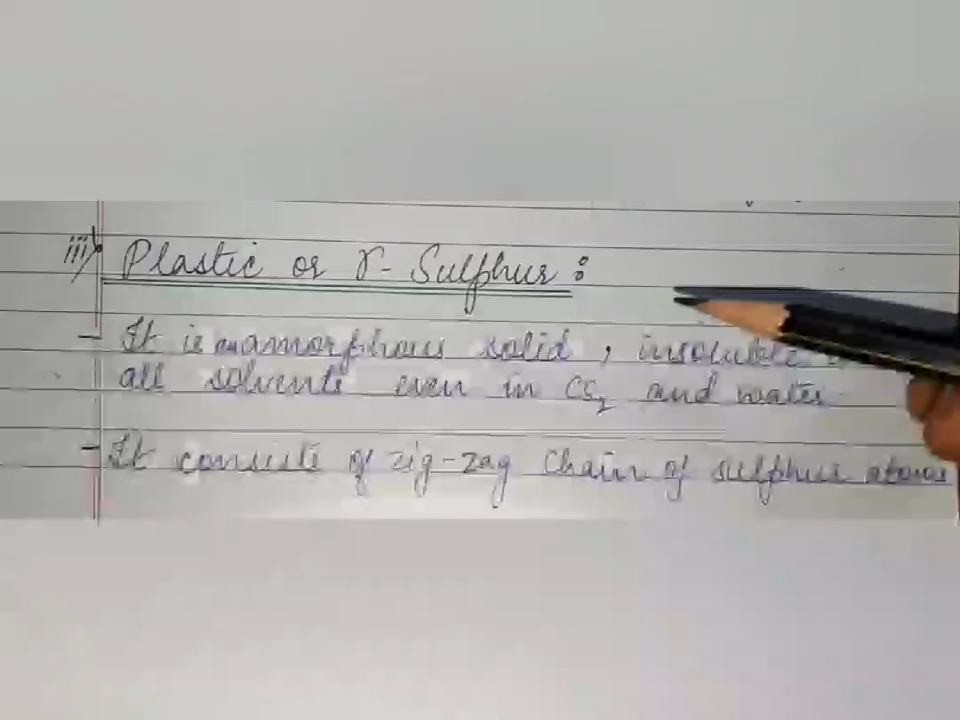 iii) Plastic or γ- Sulphur :
- It is amorphous solid, insoluble
all solvents even in CS₂ and water
- It consists of zig-zag chain of sulphur atoms